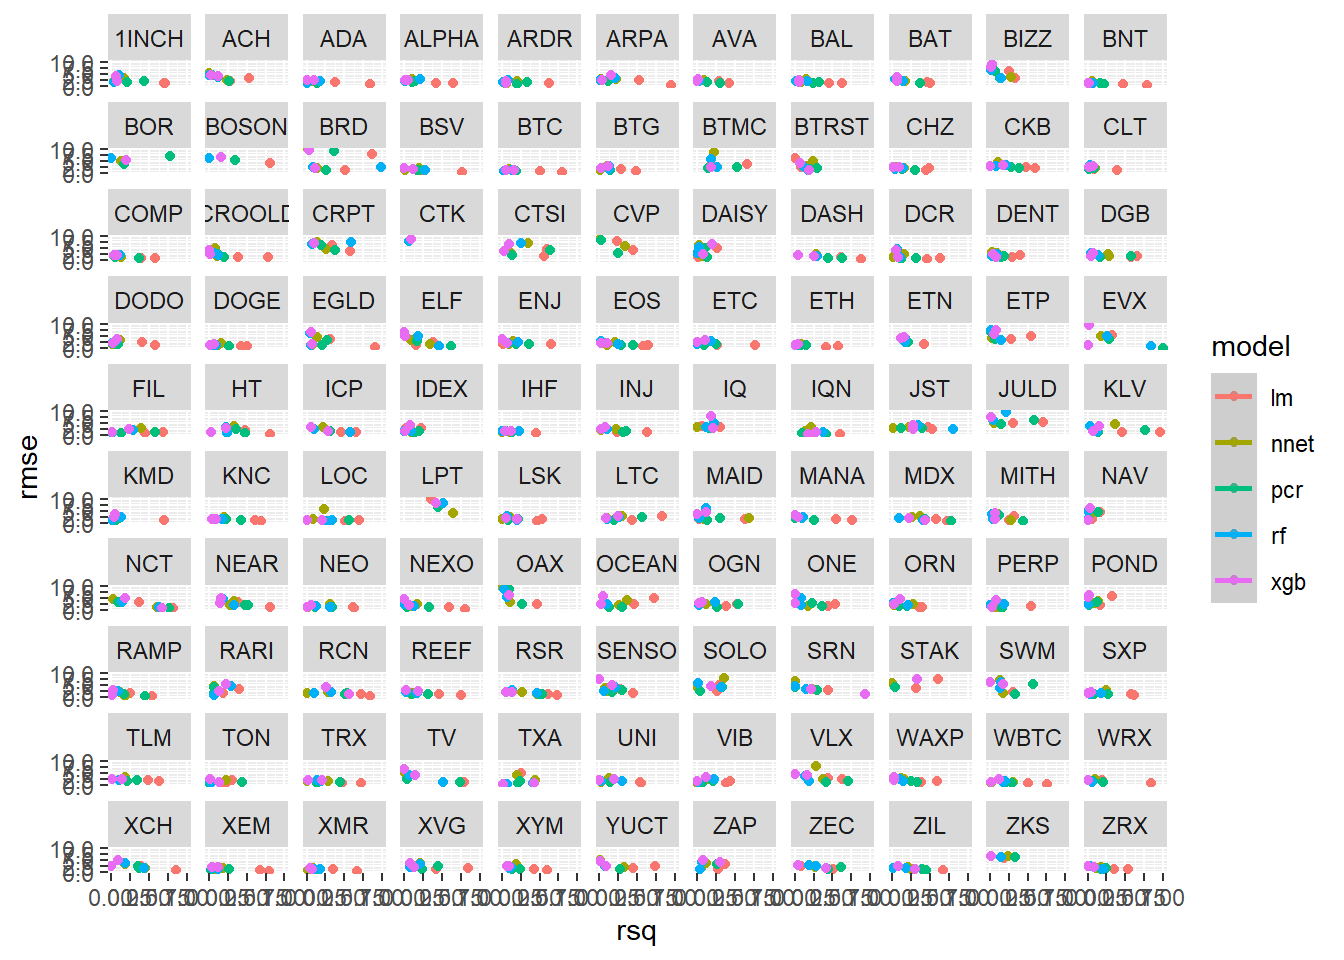 1INCH ACH ADA ALPHA ARDR ARPA AVA BAL BAT BIZZ BNT
BOR BOSON BRD BSV BTC BTG BTMC BTRST CHZ CKB CLT
COMP CROOLD CRPT CTK CTSI CVP DAISY DASH DCR DENT DGB
DODO DOGE EGLD ELF ENJ EOS ETC ETH ETN ETP EVX
FIL HT ICP IDEX IHF INJ IQ IQN JST JULD KLV
KMD KNC LOC LPT LSK LTC MAID MANA MDX MITH NAV
NCT NEAR NEO NEXO OAX OCEAN OGN ONE ORN PERP POND
RAMP RARI RCN REEF RSR SENSO SOLO SRN STAK SWM SXP
TLM TON TRX TV TXA UNI VIB VLX WAXP WBTC WRX
XCH XEM XMR XVG XYM YUCT ZAP ZEC ZIL ZKS ZRX
rsq
rmse
model
lm
nnet
pcr
rf
xgb